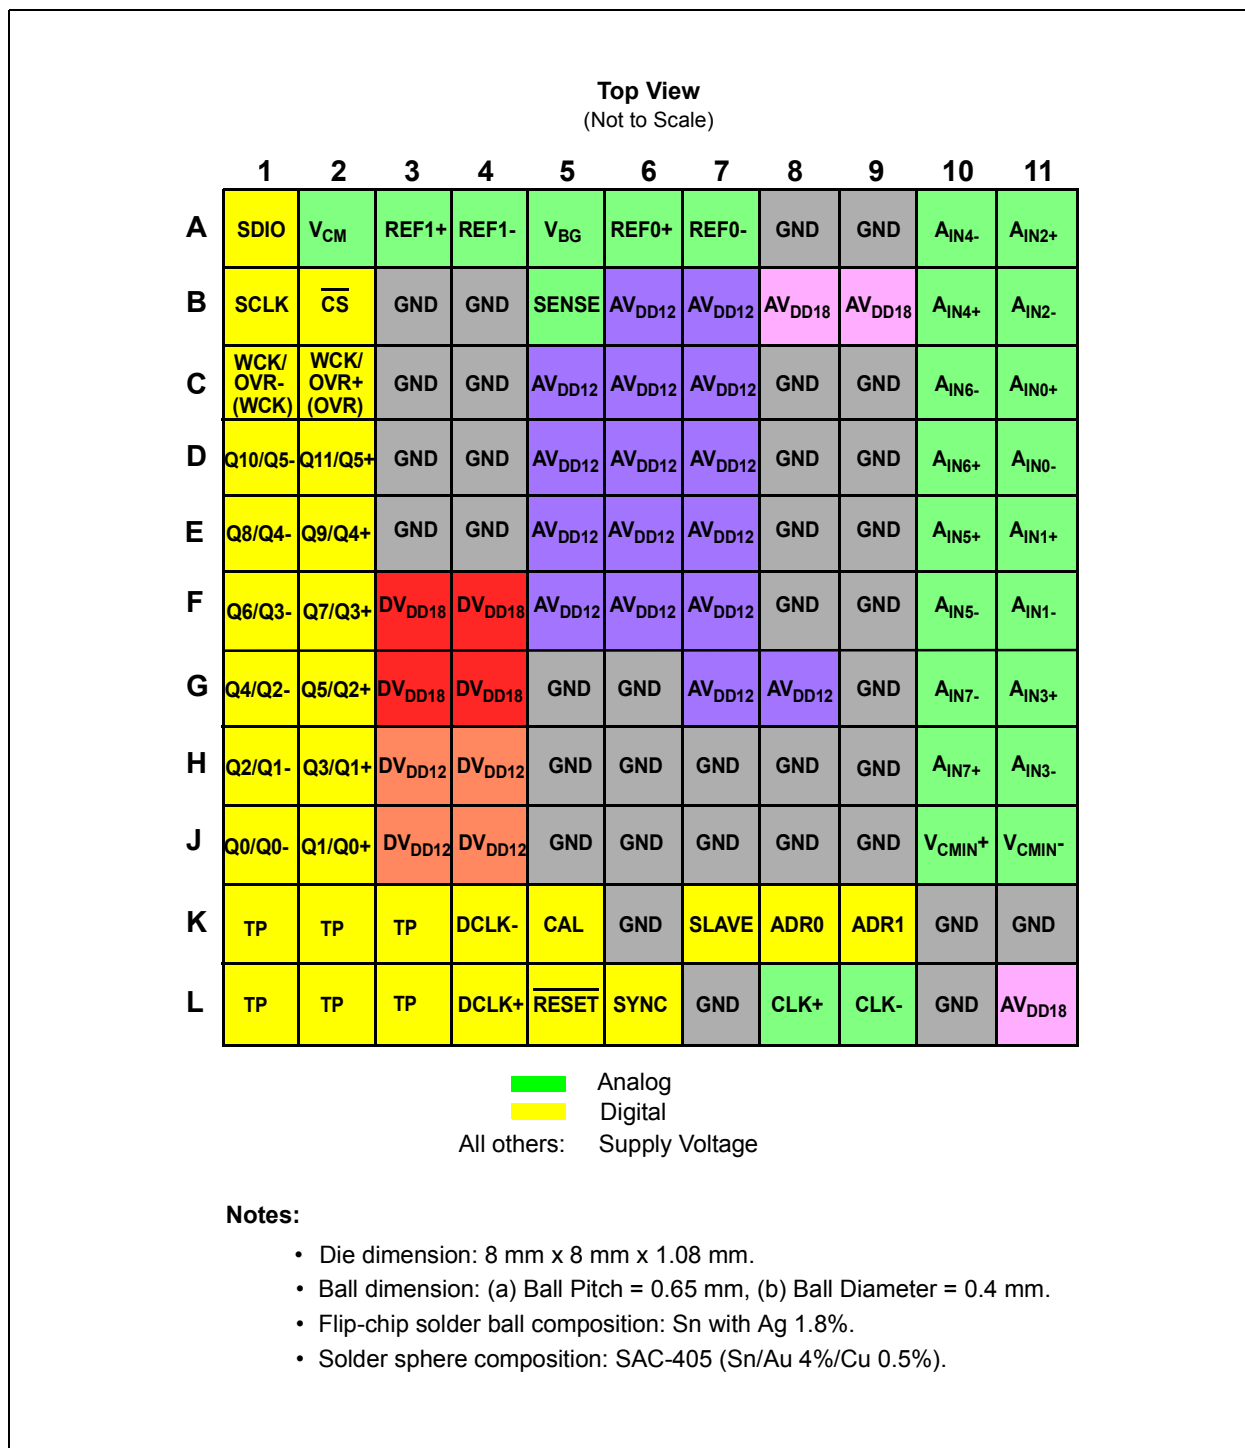 Top View
(Not to Scale)
1 2 3 4 5 6 7 8 9 10 11
A SDIO VCM REF1+ REF1- VBG REF0+ REF0- GND GND AIN4- AIN2+
B SCLK CS GND GND SENSE AVDD12 AVDD12 AVDD18 AVDD18 AIN4+ AIN2-
C WCK/OVR- (WCK) WCK/OVR+ (OVR) GND GND AVDD12 AVDD12 AVDD12 GND GND AIN6- AIN0+
D Q10/Q5- Q11/Q5+ GND GND AVDD12 AVDD12 AVDD12 GND GND AIN6+ AIN0-
E Q8/Q4- Q9/Q4+ GND GND AVDD12 AVDD12 AVDD12 GND GND AIN5+ AIN1+
F Q6/Q3- Q7/Q3+ DVDD18 DVDD18 AVDD12 AVDD12 AVDD12 GND GND AIN5- AIN1-
G Q4/Q2- Q5/Q2+ DVDD18 DVDD18 GND GND AVDD12 AVDD12 GND AIN7- AIN3+
H Q2/Q1- Q3/Q1+ DVDD12 DVDD12 GND GND GND GND GND AIN7+ AIN3-
J Q0/Q0- Q1/Q0+ DVDD12 DVDD12 GND GND GND GND GND VCMIN+ VCMIN-
K TP TP TP DCLK- CAL GND SLAVE ADR0 ADR1 GND GND
L TP TP TP DCLK+ RESET SYNC GND CLK+ CLK- GND AVDD18
Analog
Digital
All others: Supply Voltage
Notes:
• Die dimension: 8 mm x 8 mm x 1.08 mm.
• Ball dimension: (a) Ball Pitch = 0.65 mm, (b) Ball Diameter = 0.4 mm.
• Flip-chip solder ball composition: Sn with Ag 1.8%.
• Solder sphere composition: SAC-405 (Sn/Au 4%/Cu 0.5%).